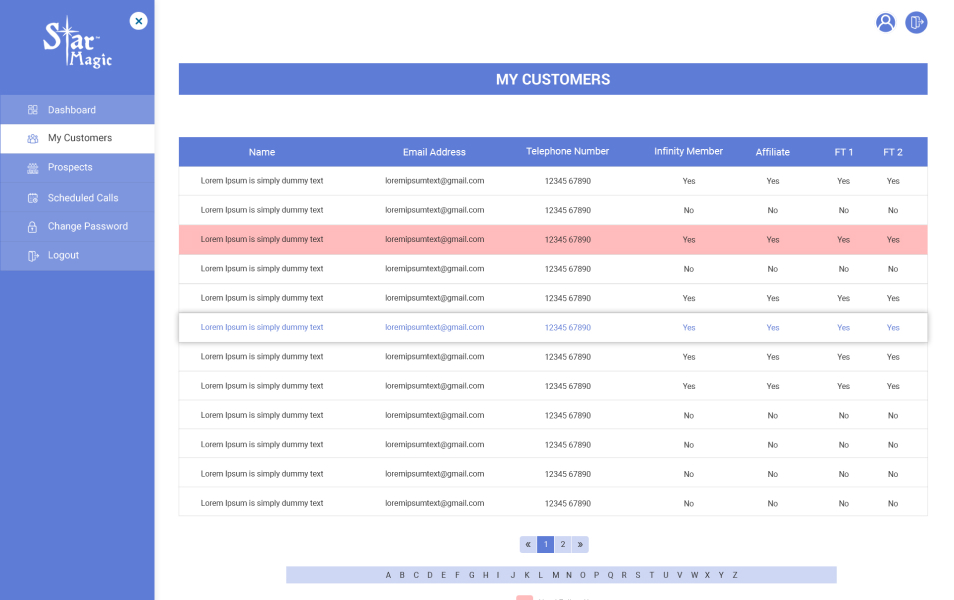 Star
Magic
Dashboard
My Customers
Prospects
Scheduled Calls
Change Password
Logout
MY CUSTOMERS
Name Email Address Telephone Number Infinity Member Affiliate FT 1 FT 2
Lorem Ipsum is simply dummy text loremipsumtext@gmail.com 12345 67890 Yes Yes Yes Yes
Lorem Ipsum is simply dummy text loremipsumtext@gmail.com 12345 67890 No No No No
Lorem Ipsum is simply dummy text loremipsumtext@gmail.com 12345 67890 Yes Yes Yes Yes
Lorem Ipsum is simply dummy text loremipsumtext@gmail.com 12345 67890 No No No No
Lorem Ipsum is simply dummy text loremipsumtext@gmail.com 12345 67890 Yes Yes Yes Yes
Lorem Ipsum is simply dummy text loremipsumtext@gmail.com 12345 67890 Yes Yes Yes Yes
Lorem Ipsum is simply dummy text loremipsumtext@gmail.com 12345 67890 Yes Yes Yes Yes
Lorem Ipsum is simply dummy text loremipsumtext@gmail.com 12345 67890 Yes Yes Yes Yes
Lorem Ipsum is simply dummy text loremipsumtext@gmail.com 12345 67890 No No No No
Lorem Ipsum is simply dummy text loremipsumtext@gmail.com 12345 67890 No No No No
Lorem Ipsum is simply dummy text loremipsumtext@gmail.com 12345 67890 No No No No
Lorem Ipsum is simply dummy text loremipsumtext@gmail.com 12345 67890 No No No No
« 1 2 »
A B C D E F G H I J K L M N O P Q R S T U V W X Y Z